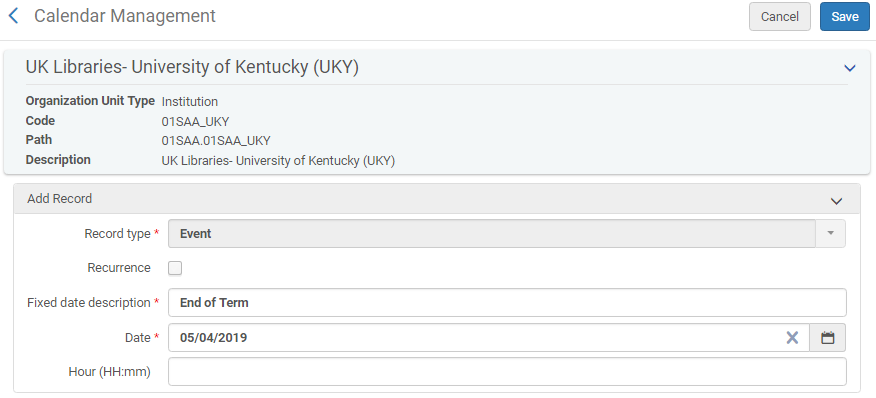 Calendar Management
Cancel
Save
UK Libraries- University of Kentucky (UKY)
Organization Unit Type Institution
Code 01SAA_UKY
Path 01SAA.01SAA_UKY
Description UK Libraries- University of Kentucky (UKY)
Add Record
Record type * Event
Recurrence
Fixed date description * End of Term
Date * 05/04/2019
Hour (HH:mm)